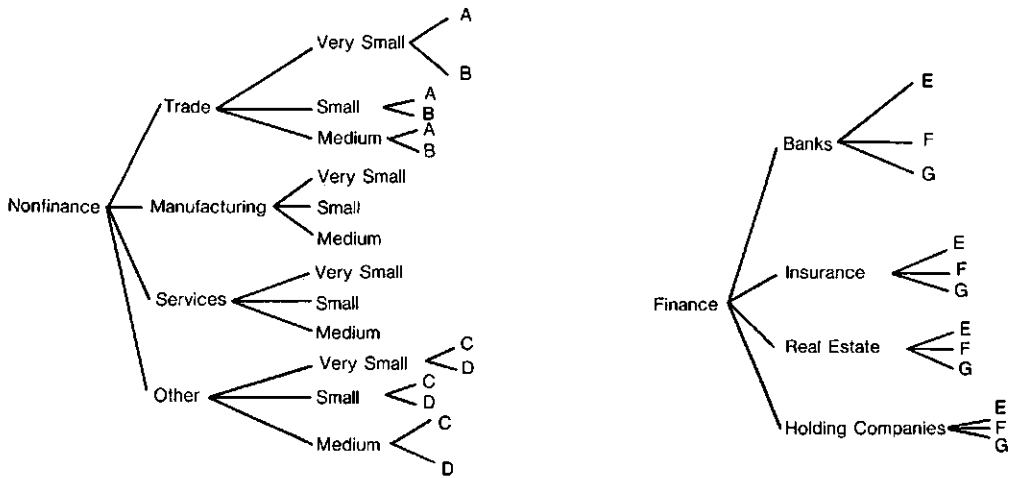 Nonfinance
Trade
Very Small
A
B
Small
A
B
Medium
A
B
Manufacturing
Very Small
Small
Medium
Services
Very Small
Small
Medium
Other
Very Small
C
D
Small
C
D
Medium
C
D
Finance
Banks
E
F
G
Insurance
E
F
G
Real Estate
E
F
G
Holding Companies
E
F
G